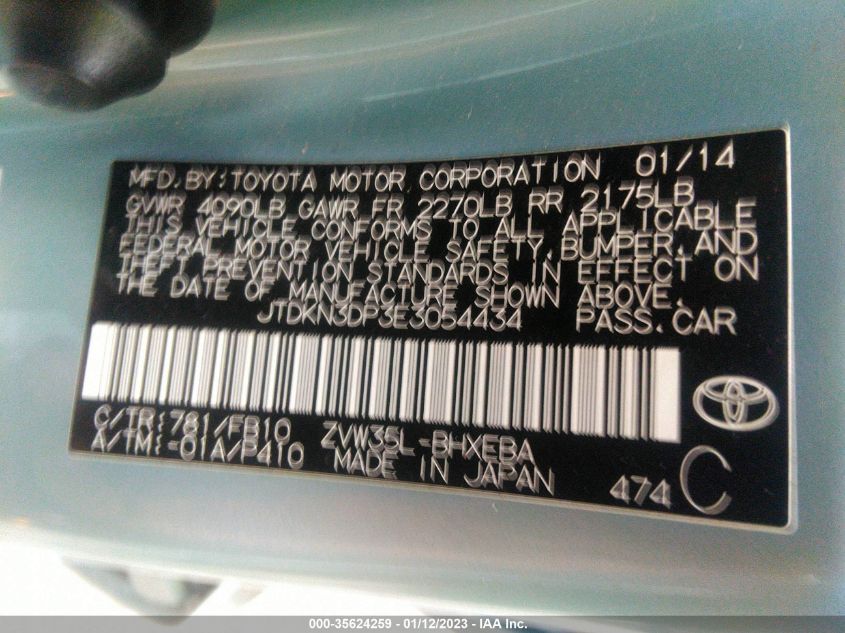 MFD.BY:TOYOTA MOTOR CORPORATION 01/14
GVWR 4090LB GAWR FR 2270LB RR 2175LB
THIS VEHICLE CONFORMS TO ALL APPLICABLE
FEDERAL MOTOR VEHICLE SAFETY,BUMPER,AND
THEFT PREVENTION STANDARDS IN EFFECT ON
THE DATE OF MANUFACTURE SHOWN ABOVE.
JTDKN3DP3E3054434 PASS.CAR
C/TR:781/FB10 ZVW35L-BHXEBA
A/TM:-01A/P410 MADE IN JAPAN
474 C
000-35624259 - 01/12/2023 - IAA Inc.